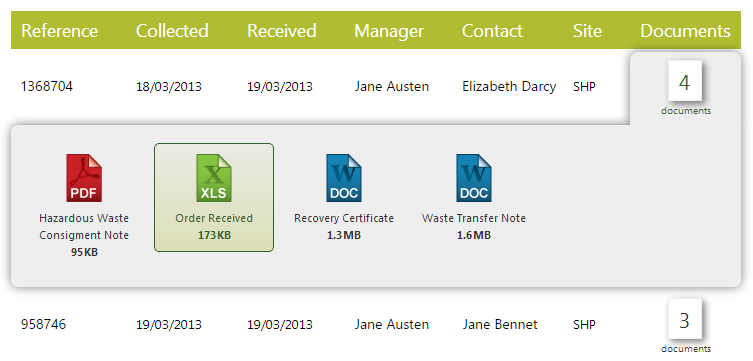 Reference Collected Received Manager Contact Site Documents
1368704 18/03/2013 19/03/2013 Jane Austen Elizabeth Darcy SHP 4
documents
PDF XLS DOC DOC
Hazardous Waste Order Received Recovery Certificate Waste Transfer Note
Consigment Note 173KB 1.3MB 1.6MB
95KB
958746 19/03/2013 19/03/2013 Jane Austen Jane Bennet SHP 3
documents